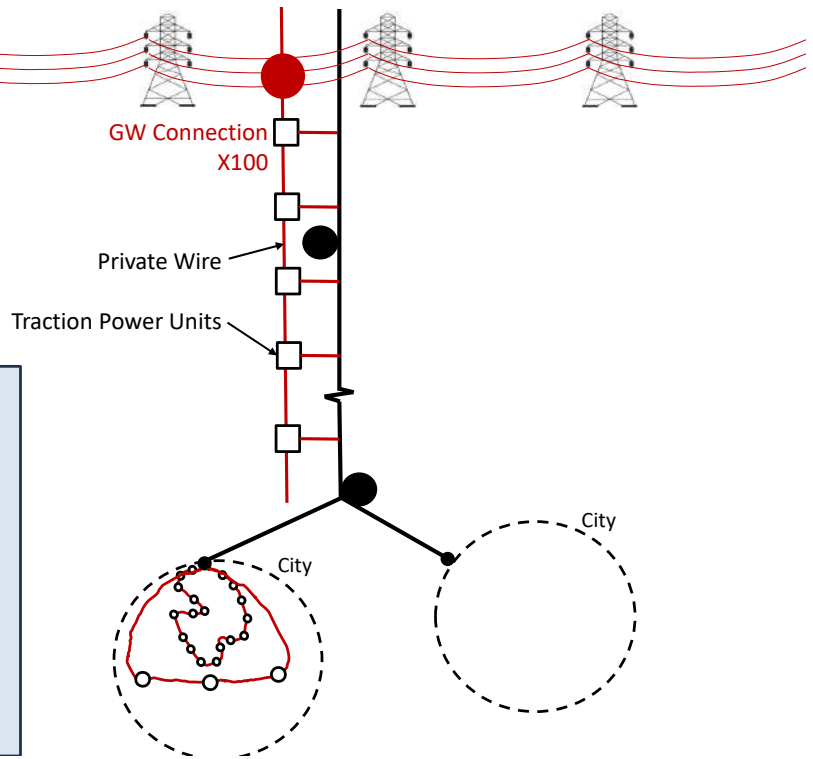 GW Connection
X100
Private Wire
Traction Power Units
City
City